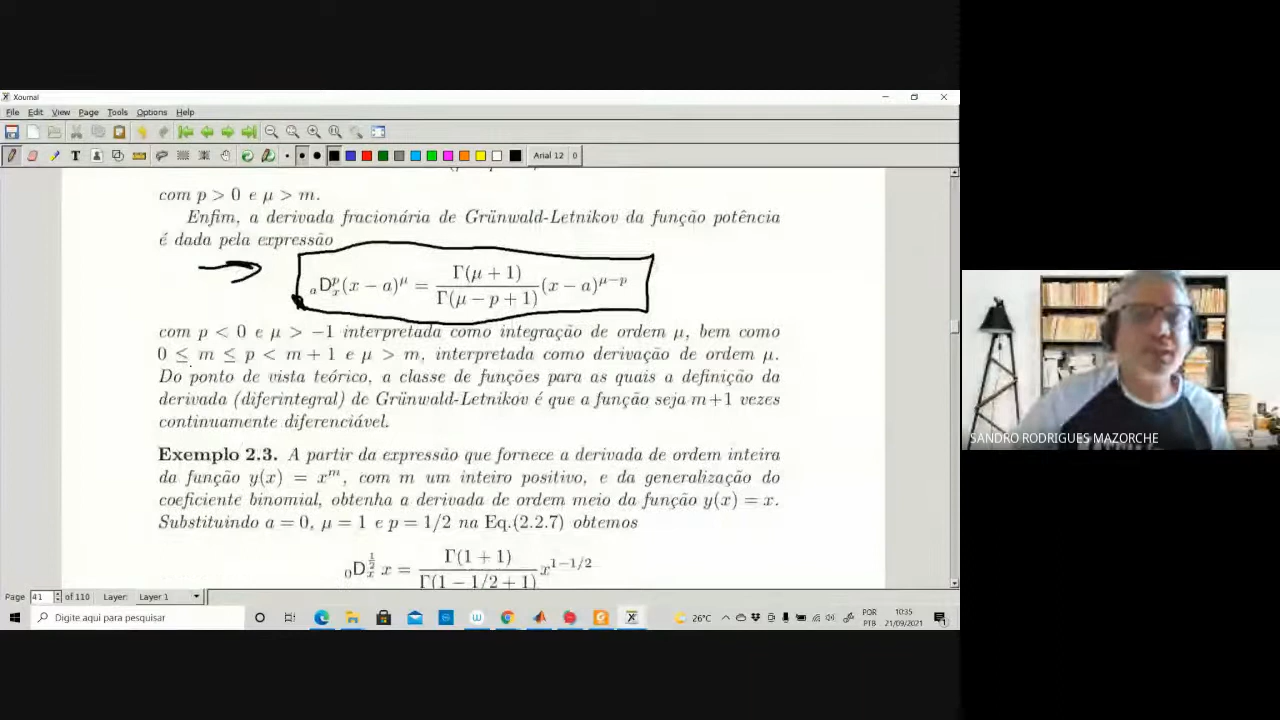 Xournal
File Edit View Page Tools Options Help
Arial 12 0
com p > 0 e μ > m.
Enfim, a derivada fracionária de Grünwald-Letnikov da função potência
é dada pela expressão
ₐD_x^p (x − a)^μ = Γ(μ + 1) / Γ(μ − p + 1) (x − a)^{μ−p}
com p < 0 e μ > −1 interpretada como integração de ordem μ, bem como
0 ≤ m ≤ p < m + 1 e μ > m, interpretada como derivação de ordem μ.
Do ponto de vista teórico, a classe de funções para as quais a definição da
derivada (diferintegral) de Grünwald-Letnikov é que a função seja m+1 vezes
continuamente diferenciável.
Exemplo 2.3. A partir da expressão que fornece a derivada de ordem inteira
da função y(x) = x^m, com m um inteiro positivo, e da generalização do
coeficiente binomial, obtenha a derivada de ordem meio da função y(x) = x.
Substituindo a = 0, μ = 1 e p = 1/2 na Eq.(2.2.7) obtemos
₀D_x^{1/2} x = Γ(1 + 1) / Γ(1 − 1/2 + 1) x^{1−1/2}
Page 41 of 110 Layer: Layer 1
Digite aqui para pesquisar
26°C
POR
PTB
10:35
21/09/2021
SANDRO RODRIGUES MAZORCHE